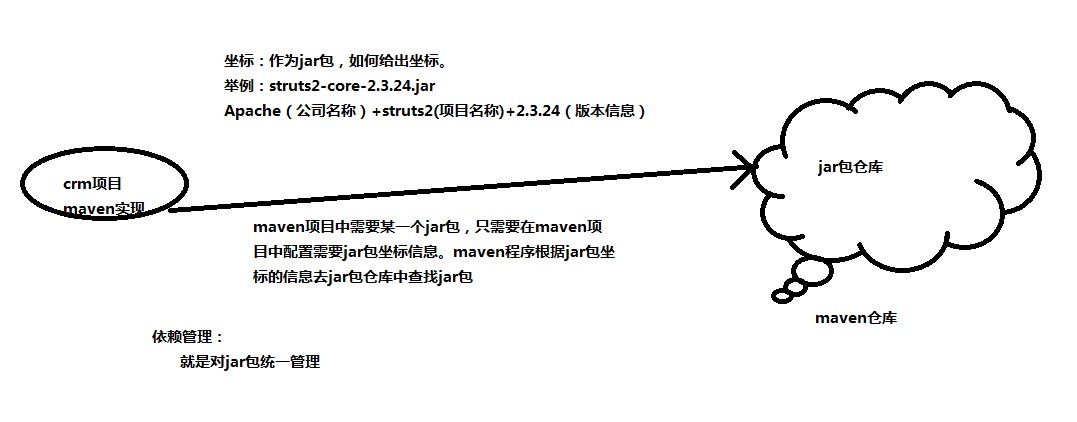 坐标：作为jar包，如何给出坐标。
举例：struts2-core-2.3.24.jar
Apache（公司名称）+struts2(项目名称)+2.3.24（版本信息）
crm项目
maven实现
jar包仓库
maven项目中需要某一个jar包，只需要在maven项
目中配置需要jar包坐标信息。maven程序根据jar包坐
标的信息去jar包仓库中查找jar包
maven仓库
依赖管理：
就是对jar包统一管理